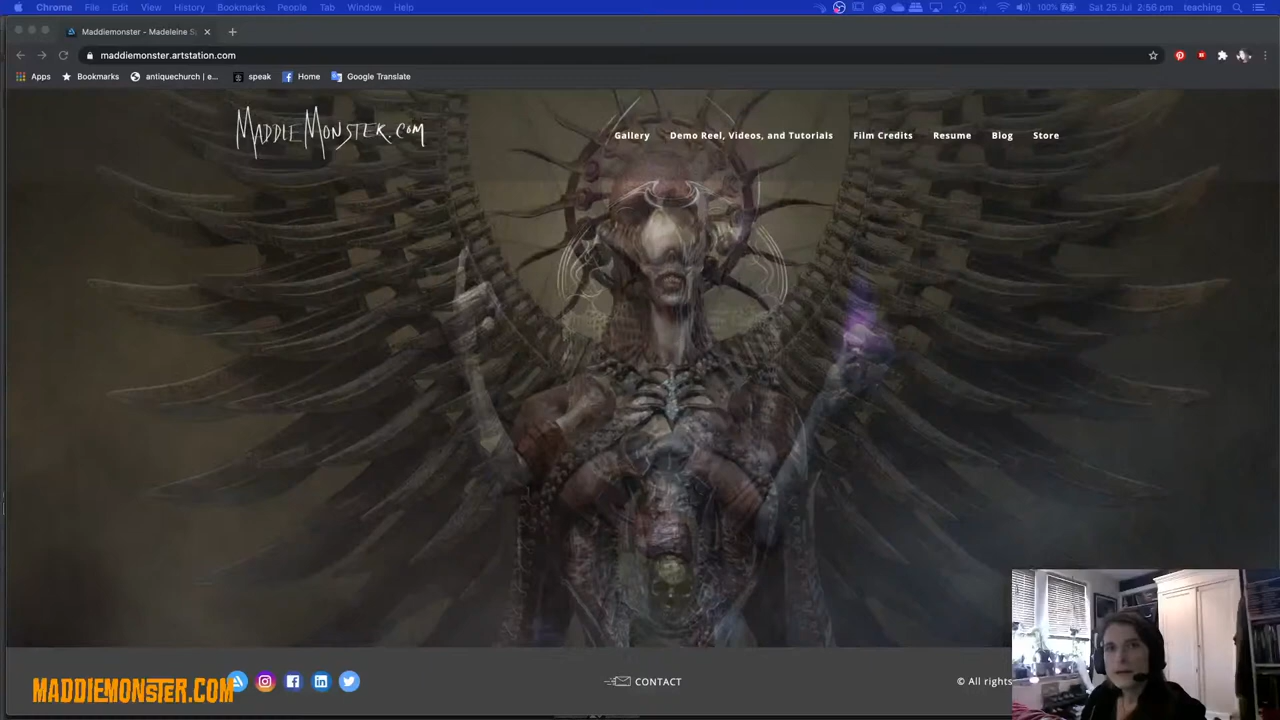 Chrome File Edit View History Bookmarks People Tab Window Help 100% Sat 25 Jul 2:56 pm teaching
Maddiemonster - Madeleine S
maddiemonster.artstation.com
Apps Bookmarks antiquechurch | e... speak Home Google Translate
MADDIEMONSTER.COM Gallery Demo Reel, Videos, and Tutorials Film Credits Resume Blog Store
MADDIEMONSTER.COM CONTACT © All rights